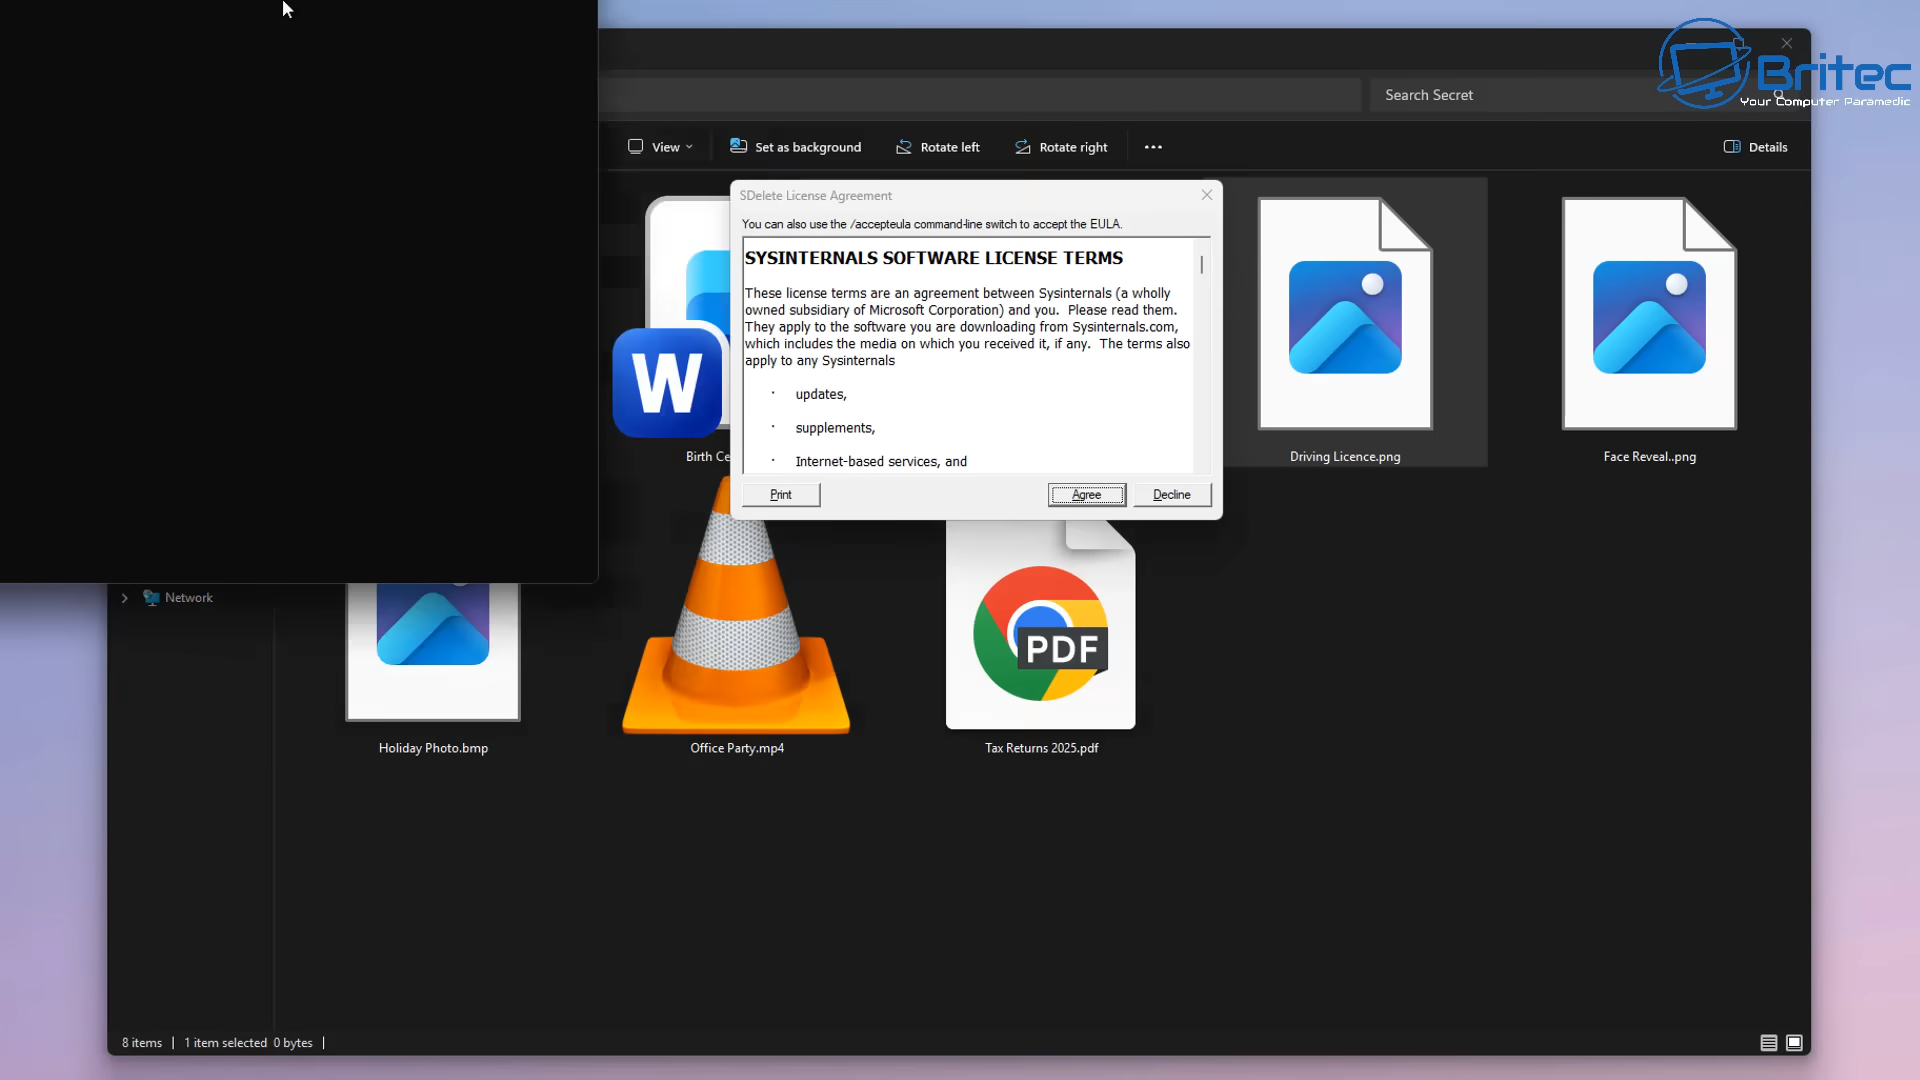 Britec
Your Computer Paramedic
Search Secret
View
Set as background
Rotate left
Rotate right
Details
SDelete License Agreement
You can also use the /accepteula command-line switch to accept the EULA.
SYSINTERNALS SOFTWARE LICENSE TERMS
These license terms are an agreement between Sysinternals (a wholly
owned subsidiary of Microsoft Corporation) and you.  Please read them.
They apply to the software you are downloading from Sysinternals.com,
which includes the media on which you received it, if any.  The terms also
apply to any Sysinternals
· updates,
· supplements,
· Internet-based services, and
Print
Agree
Decline
W
Birth Ce
Driving Licence.png
Face Reveal..png
Network
PDF
Holiday Photo.bmp
Office Party.mp4
Tax Returns 2025.pdf
8 items | 1 item selected 0 bytes |